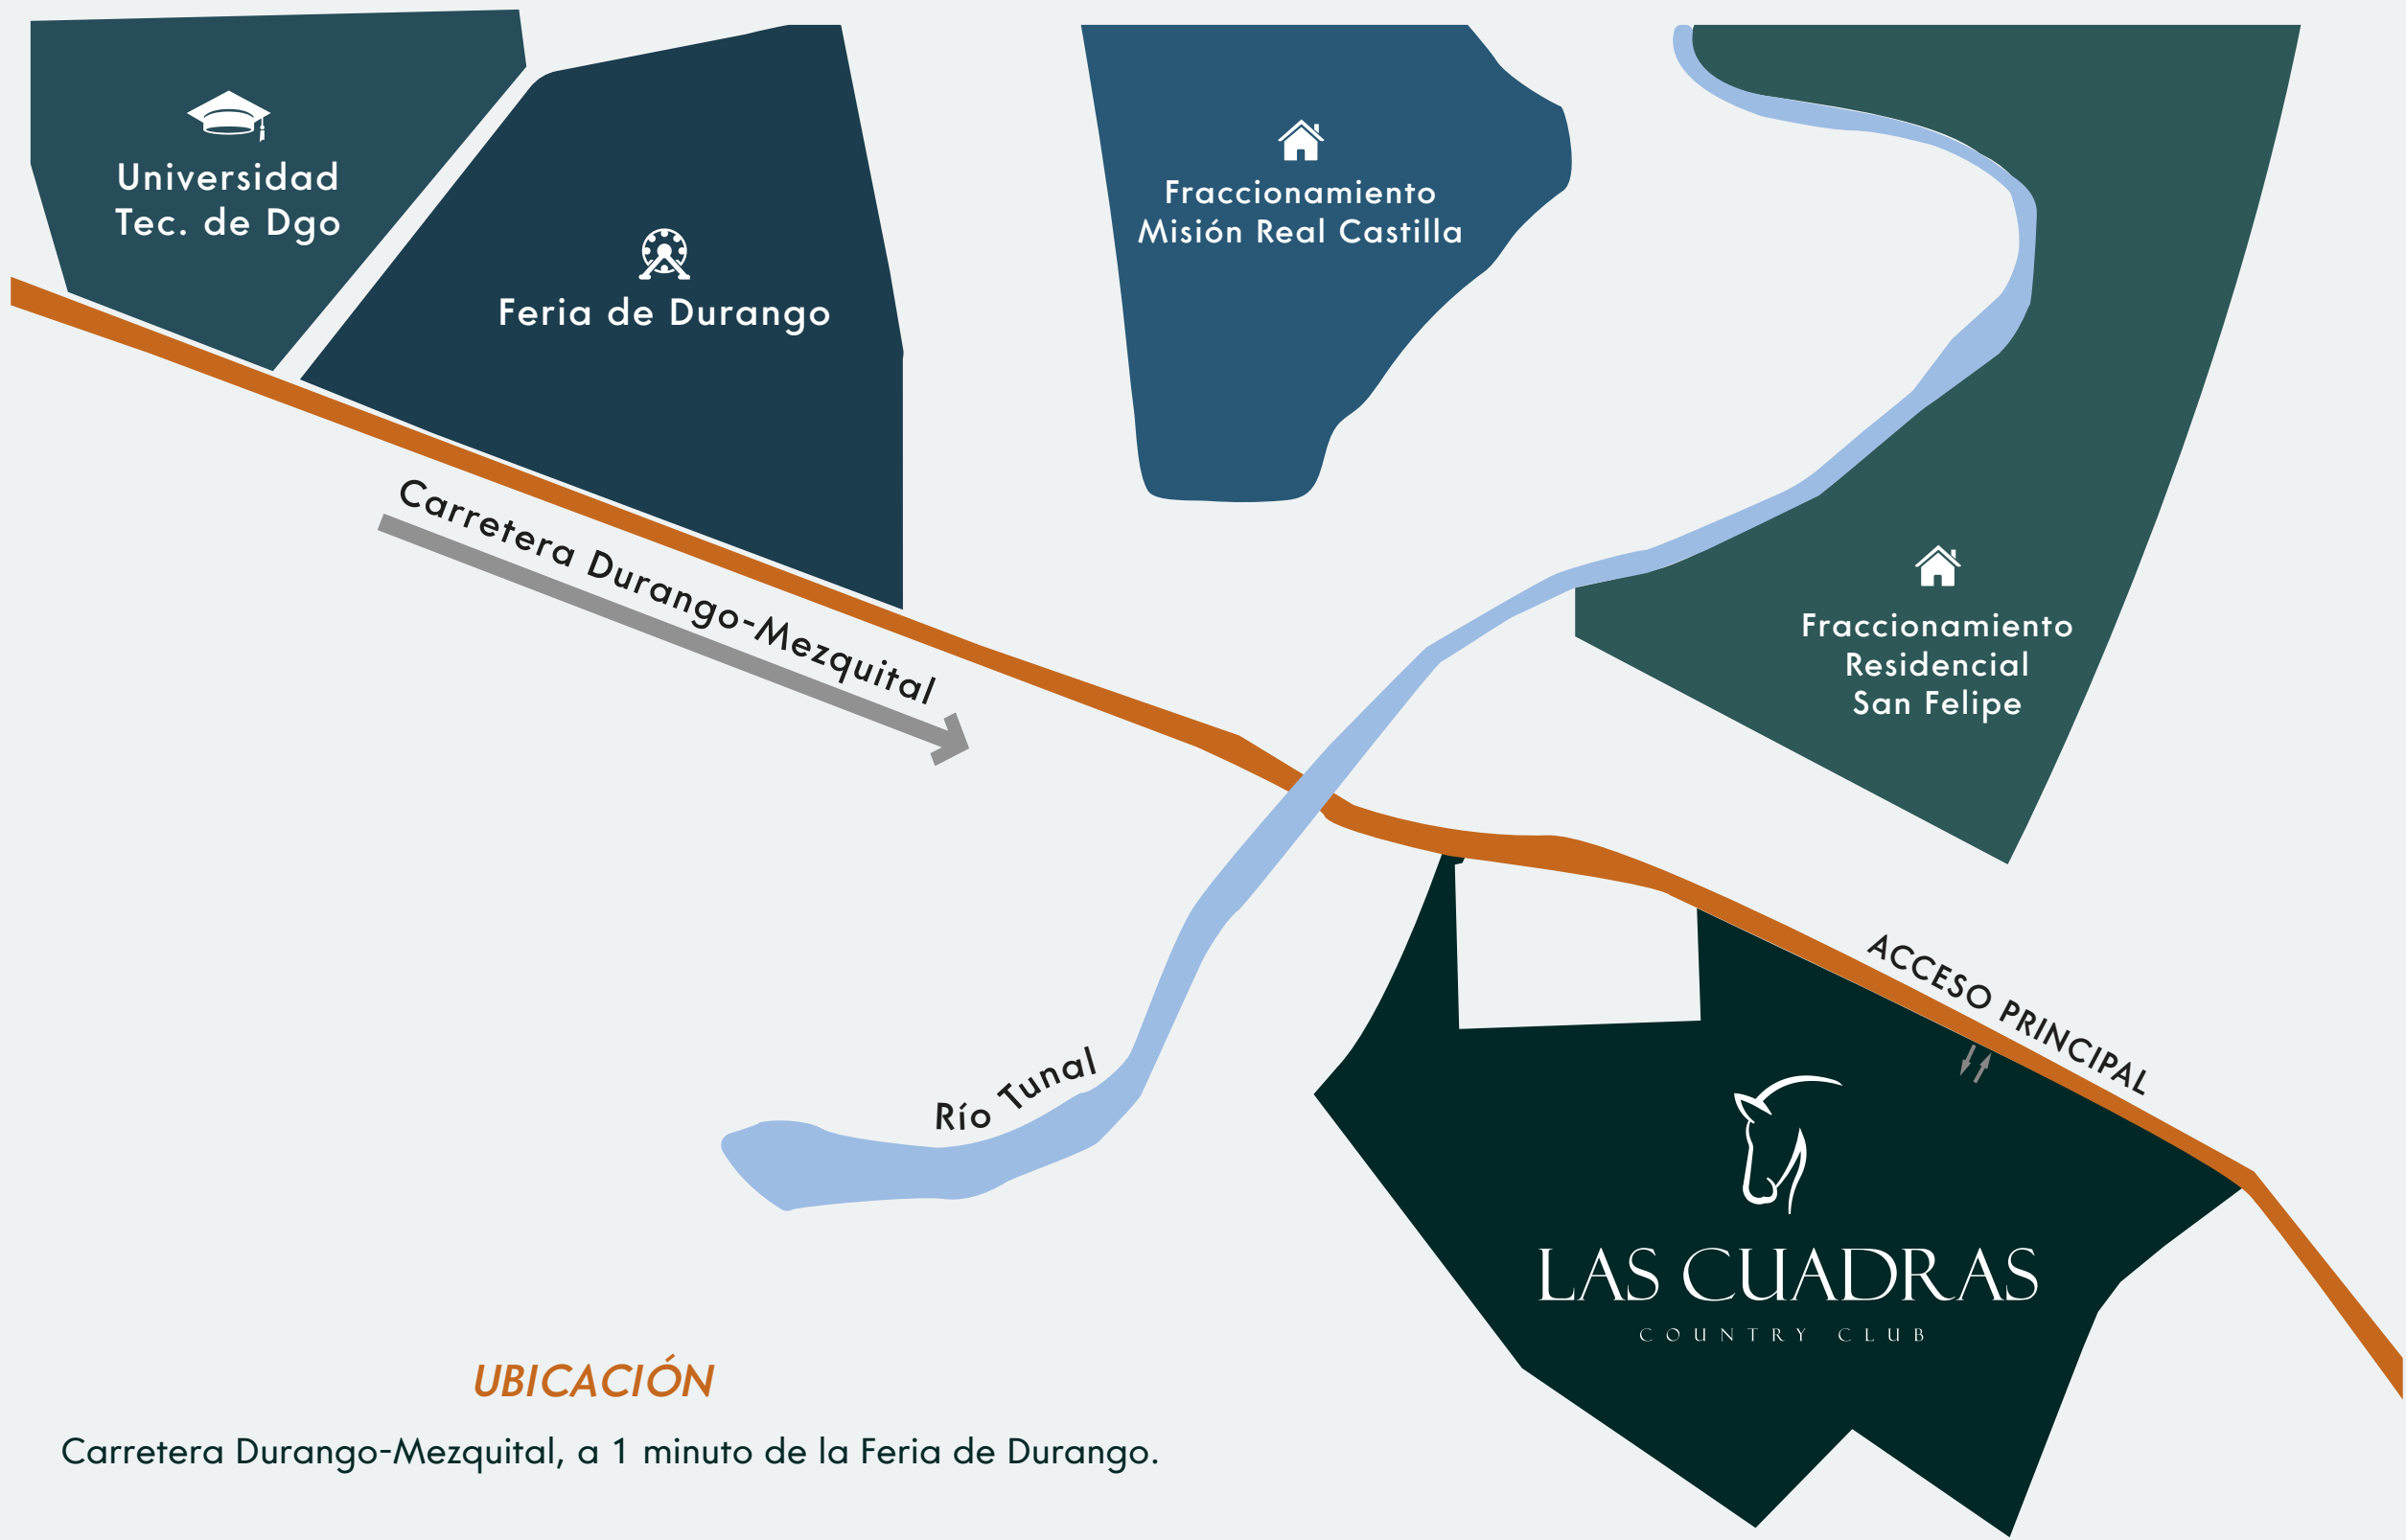 Universidad
Tec. de Dgo
Feria de Durango
Fraccionamiento
Misión Real Castilla
Fraccionamiento
Residencial
San Felipe
Carretera Durango-Mezquital
ACCESO PRINCIPAL
Río Tunal
LAS CUADRAS
COUNTRY CLUB
UBICACIÓN
Carretera Durango-Mezquital, a 1 minuto de la Feria de Durango.